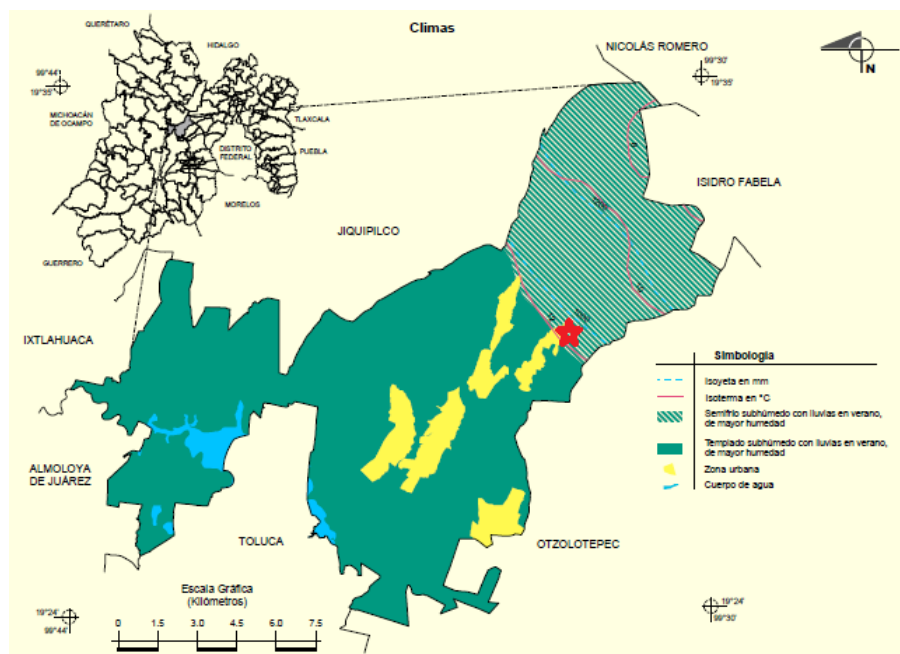 Climas
QUERÉTARO
HIDALGO
NICOLÁS ROMERO
99°44'
19°35'
99°30'
19°35'
N
MICHOACÁN
DE OCAMPO
TLAXCALA
DISTRITO
FEDERAL
PUEBLA
ISIDRO FABELA
MORELOS
JIQUIPILCO
1000
GUERRERO
10
12
1000
IXTLAHUACA
Simbología
Isoyeta en mm
Isoterma en °C
Semifrío subhúmedo con lluvias en verano,
de mayor humedad
Templado subhúmedo con lluvias en verano,
de mayor humedad
Zona urbana
Cuerpo de agua
ALMOLOYA
DE JUÁREZ
TOLUCA
OTZOLOTEPEC
Escala Gráfica
(Kilómetros)
0 1.5 3.0 4.5 6.0 7.5
19°24'
99°44'
19°24'
99°30'